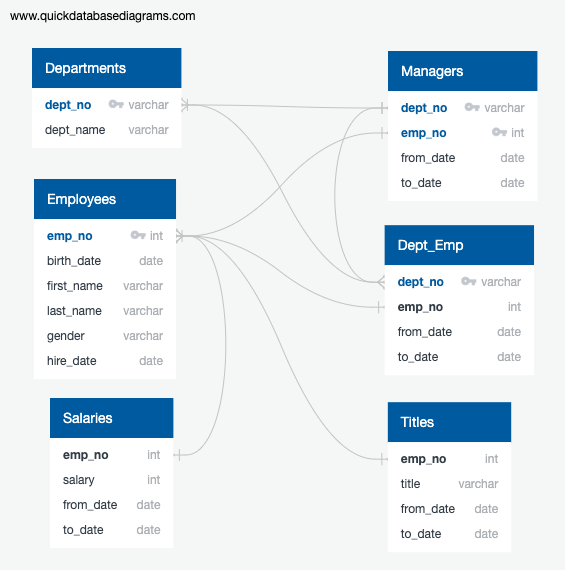 www.quickdatabasediagrams.com
Departments
dept_no varchar
dept_name varchar
Managers
dept_no varchar
emp_no int
from_date date
to_date date
Employees
emp_no int
birth_date date
first_name varchar
last_name varchar
gender varchar
hire_date date
Dept_Emp
dept_no varchar
emp_no int
from_date date
to_date date
Salaries
emp_no int
salary int
from_date date
to_date date
Titles
emp_no int
title varchar
from_date date
to_date date